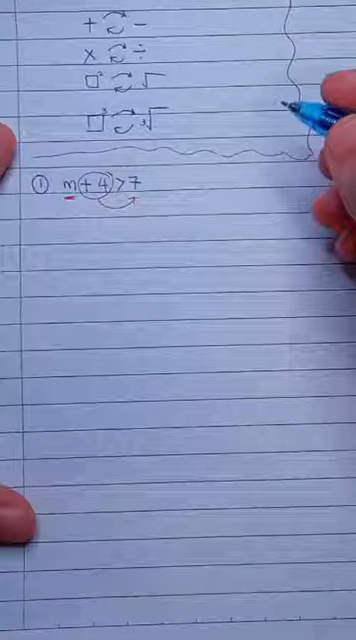 + ⇄ −
× ⇄ ÷
□² ⇄ √
□³ ⇄ ∛
① m + 4 > 7